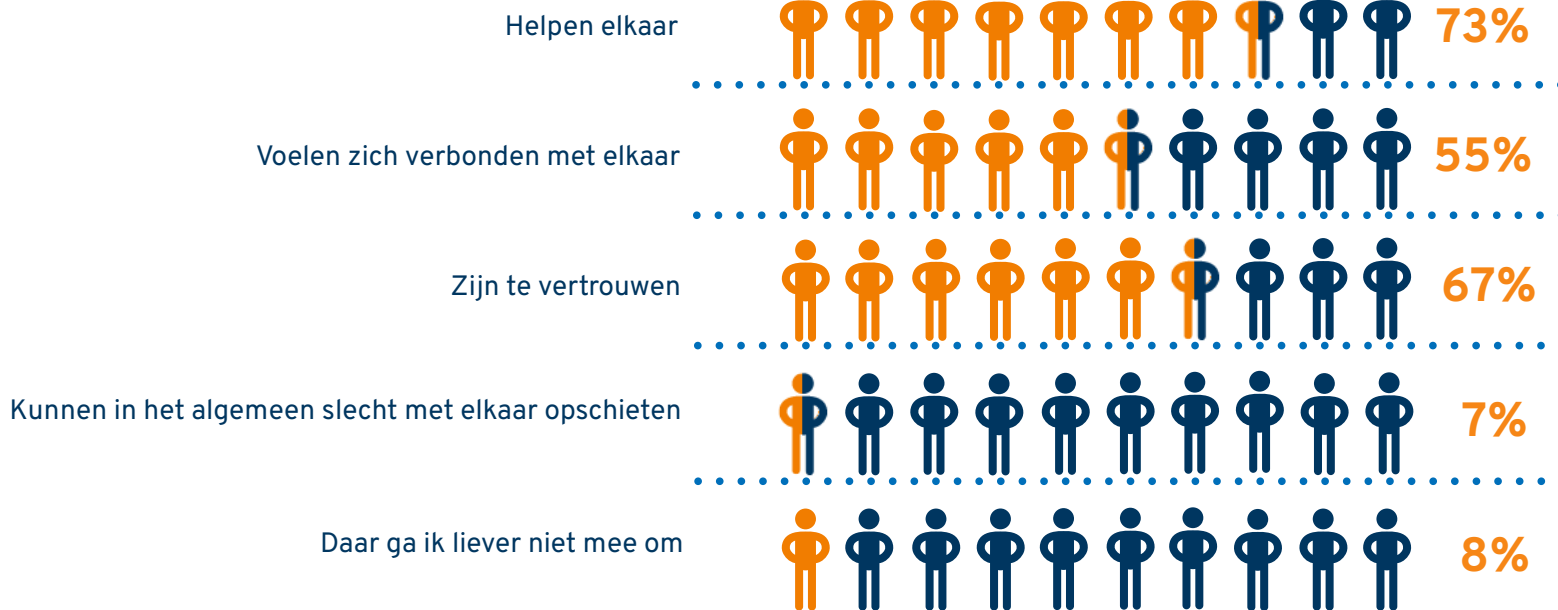 Helpen elkaar 73%
Voelen zich verbonden met elkaar 55%
Zijn te vertrouwen 67%
Kunnen in het algemeen slecht met elkaar opschieten 7%
Daar ga ik liever niet mee om 8%